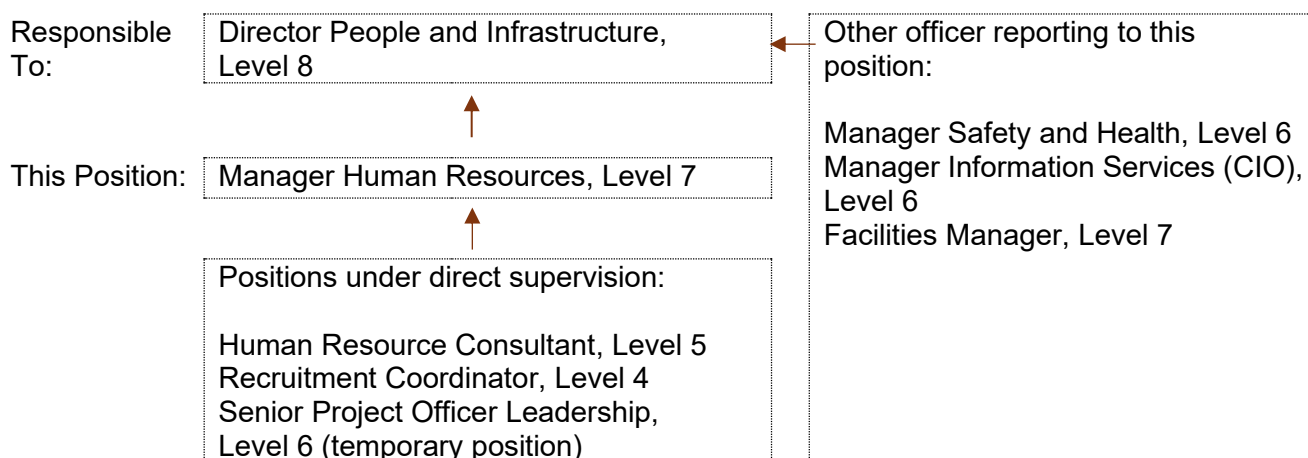 Responsible
To:
Director People and Infrastructure,
Level 8
Other officer reporting to this
position:
Manager Safety and Health, Level 6
Manager Information Services (CIO),
Level 6
Facilities Manager, Level 7
This Position:
Manager Human Resources, Level 7
Positions under direct supervision:
Human Resource Consultant, Level 5
Recruitment Coordinator, Level 4
Senior Project Officer Leadership,
Level 6 (temporary position)